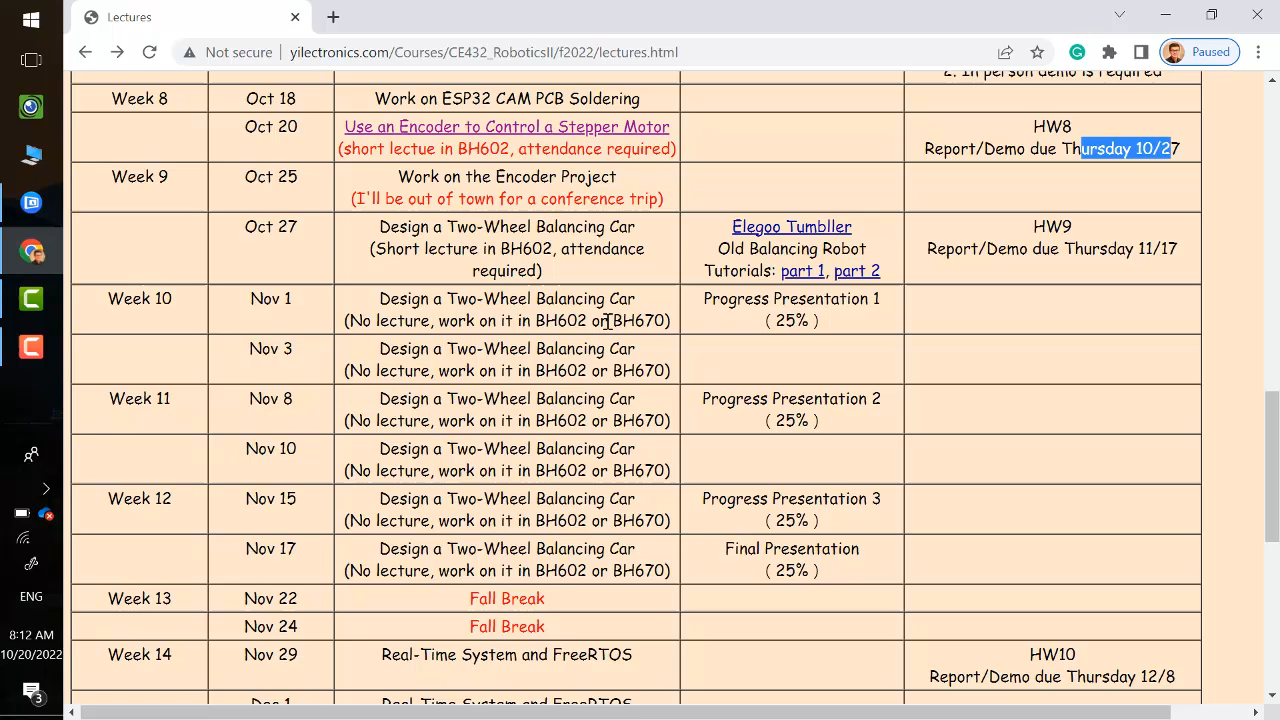 Lectures
Not secure | yilectronics.com/Courses/CE432_RoboticsII/f2022/lectures.html
Paused
2. In person demo is required
Week 8 Oct 18 Work on ESP32 CAM PCB Soldering
Oct 20 Use an Encoder to Control a Stepper Motor HW8
(short lectue in BH602, attendance required) Report/Demo due Thursday 10/27
Week 9 Oct 25 Work on the Encoder Project
(I'll be out of town for a conference trip)
Oct 27 Design a Two-Wheel Balancing Car Elegoo Tumbller HW9
(Short lecture in BH602, attendance Old Balancing Robot Report/Demo due Thursday 11/17
required) Tutorials: part 1, part 2
Week 10 Nov 1 Design a Two-Wheel Balancing Car Progress Presentation 1
(No lecture, work on it in BH602 or BH670) ( 25% )
Nov 3 Design a Two-Wheel Balancing Car
(No lecture, work on it in BH602 or BH670)
Week 11 Nov 8 Design a Two-Wheel Balancing Car Progress Presentation 2
(No lecture, work on it in BH602 or BH670) ( 25% )
Nov 10 Design a Two-Wheel Balancing Car
(No lecture, work on it in BH602 or BH670)
Week 12 Nov 15 Design a Two-Wheel Balancing Car Progress Presentation 3
(No lecture, work on it in BH602 or BH670) ( 25% )
Nov 17 Design a Two-Wheel Balancing Car Final Presentation
(No lecture, work on it in BH602 or BH670) ( 25% )
Week 13 Nov 22 Fall Break
Nov 24 Fall Break
Week 14 Nov 29 Real-Time System and FreeRTOS HW10
Report/Demo due Thursday 12/8
Dec 1 Real-Time System and FreeRTOS
ENG
8:12 AM
10/20/2022
3